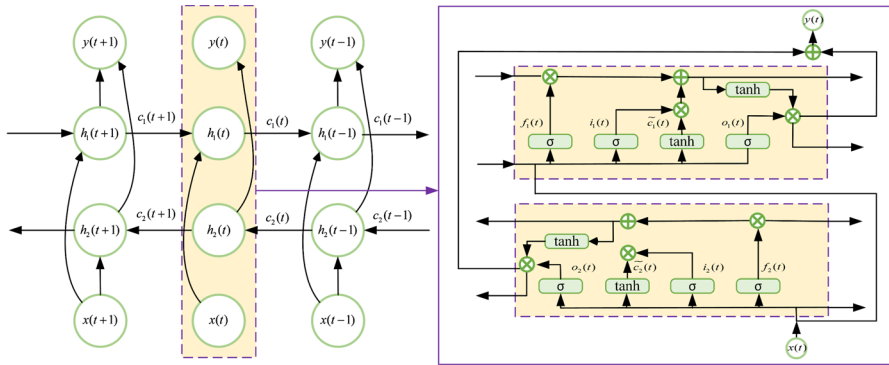 y(t+1) y(t) y(t−1)
c₁(t+1) c₁(t) c₁(t−1)
h₁(t+1) h₁(t) h₁(t−1)
c₂(t+1) c₂(t) c₂(t−1)
h₂(t+1) h₂(t) h₂(t−1)
x(t+1) x(t) x(t−1)
y(t)
tanh
f₁(t) i₁(t) c̃₁(t) o₁(t)
σ σ tanh σ
tanh
o₂(t) c̃₂(t) i₂(t) f₂(t)
σ tanh σ σ
x(t)